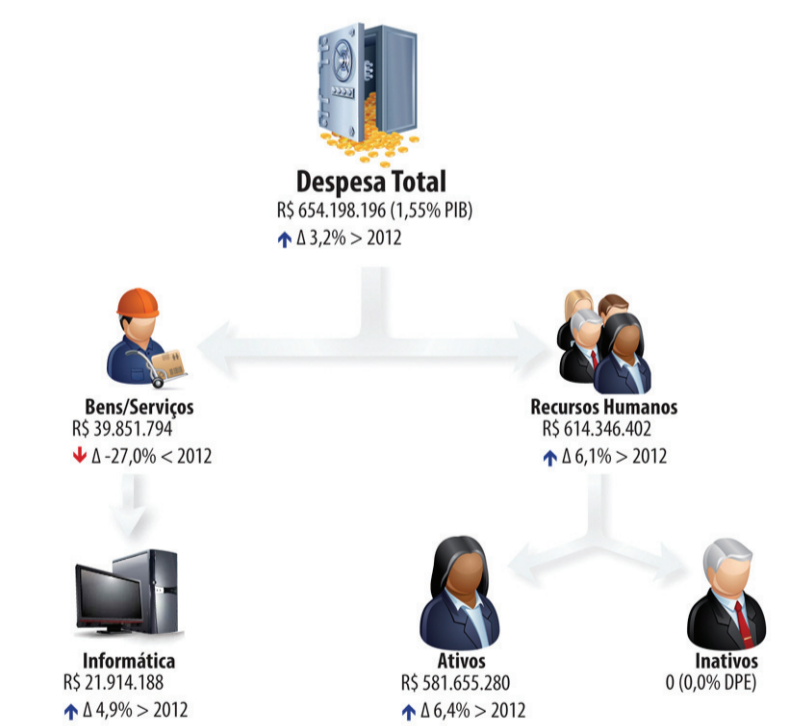 Despesa Total
R$ 654.198.196 (1,55% PIB)
↑ Δ 3,2% > 2012
Bens/Serviços
R$ 39.851.794
↓ Δ -27,0% < 2012
Recursos Humanos
R$ 614.346.402
↑ Δ 6,1% > 2012
Informática
R$ 21.914.188
↑ Δ 4,9% > 2012
Ativos
R$ 581.655.280
↑ Δ 6,4% > 2012
Inativos
0 (0,0% DPE)